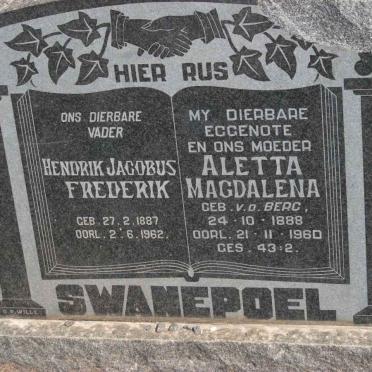 HIER RUS
ONS DIERBARE
VADER
HENDRIK JACOBUS
FREDERIK
GEB. 27. 2. 1887
OORL. 2. 6. 1962.
MY DIERBARE
EGGENOTE
EN ONS MOEDER
ALETTA
MAGDALENA
GEB. V.D. BERG,
24 - 10 - 1888
OORL. 21 - 11 - 1960
GES. 43 : 2.
SWANEPOEL